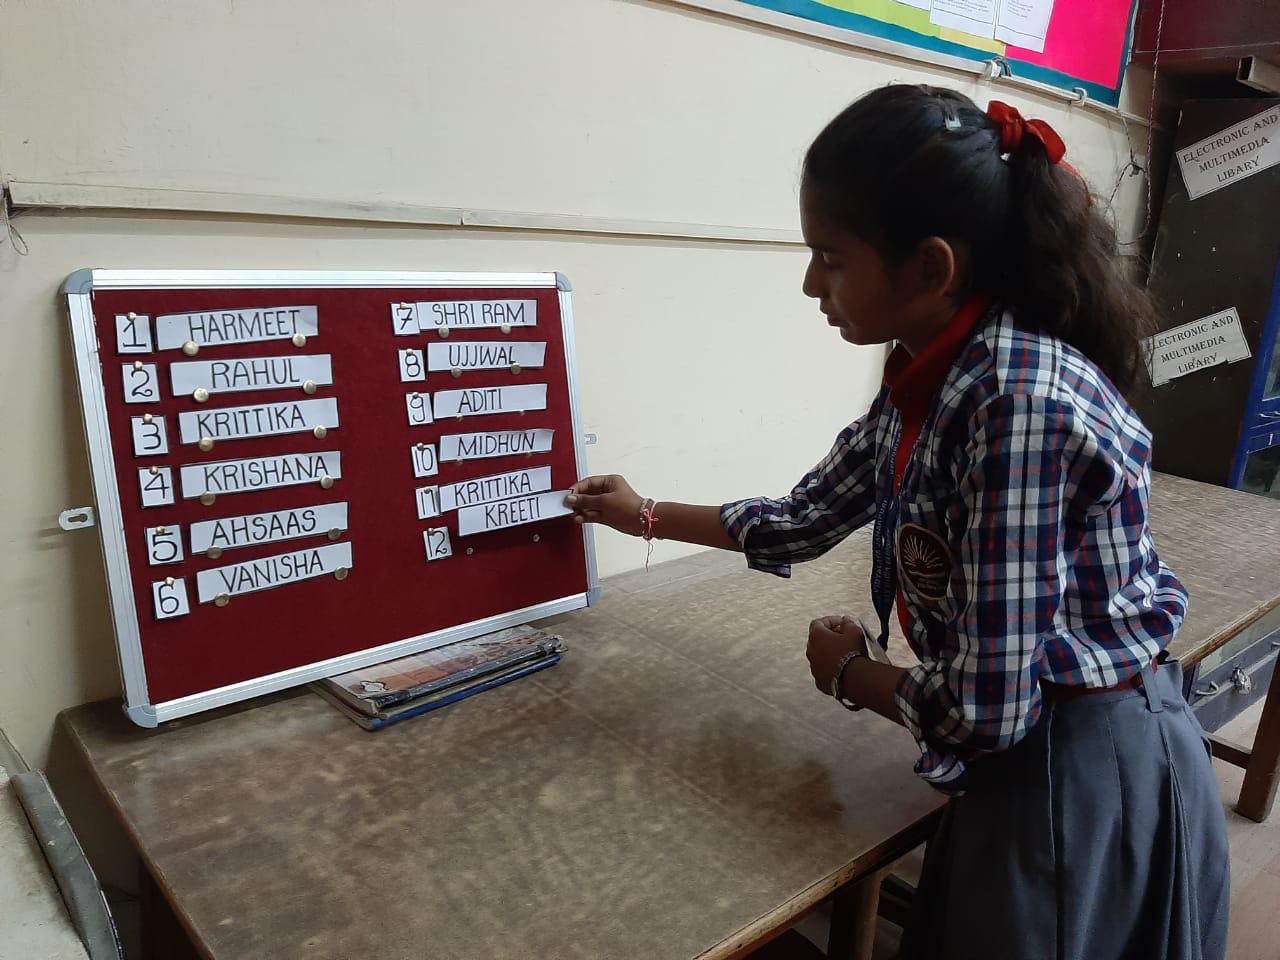 1 HARMEET
2 RAHUL
3 KRITTIKA
4 KRISHANA
5 AHSAAS
6 VANISHA
7 SHRI RAM
8 UJJWAL
9 ADITI
10 MIDHUN
11 KRITTIKA
KREETI
12
ELECTRONIC AND
MULTIMEDIA
LIBARY
ELECTRONIC AND
MULTIMEDIA
LIBRARY